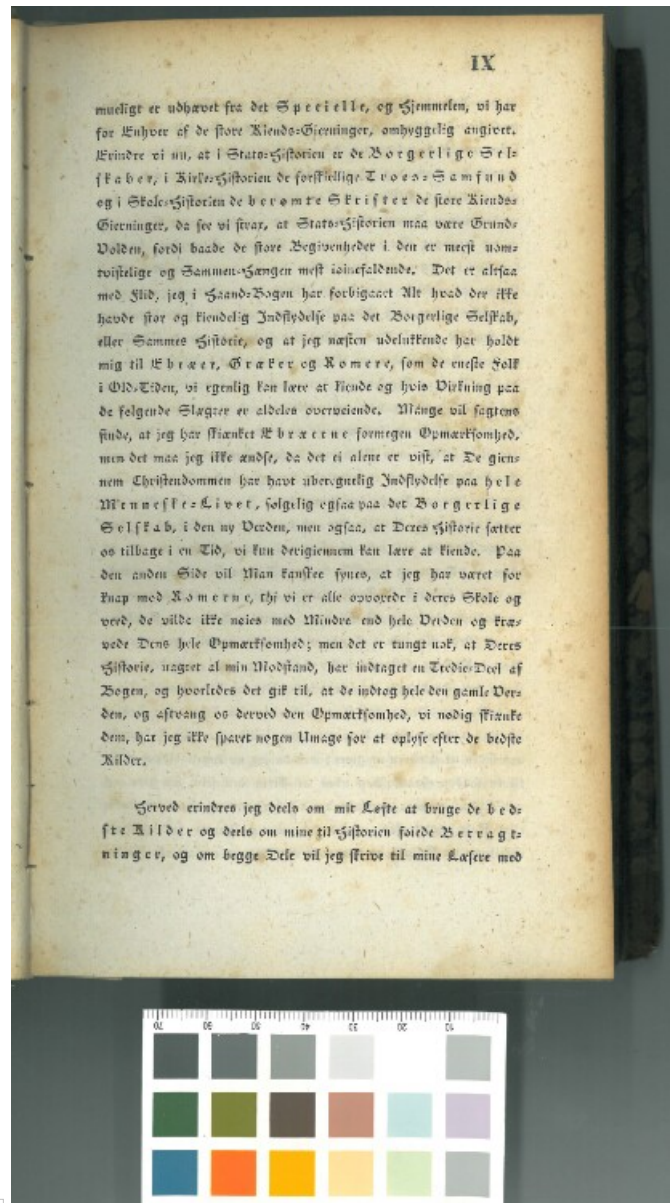 IX
mueligt er udhævet fra det Specielle, og Hjemmelen, vi har
for Enhver af de store Kiends-Gierninger, omhyggelig angivet.
Erindre vi nu, at i Stats-Historien er de Borgerlige Sel-
skaber, i Kirke-Historien de forskiellige Troes-Samfund
og i Skole-Historien de berømte Skrifter de store Kiends-
Gierninger, da see vi strax, at Stats-Historien maa være Grund-
Volden, fordi baade de store Begivenheder i den er meest uom-
tvistelige og Sammen-Hængen mest ioinefaldende. Det er altsaa
med Flid, jeg i Haand-Bogen har forbigaaet Alt hvad der ikke
havde stor og kiendelig Indflydelse paa det Borgerlige Selskab,
eller Sammes Historie, og at jeg næsten udelukkende har holdt
mig til Ebræer, Græker og Romere, som de eneste Folk
i Old-Tiden, vi egenlig kan lære at kiende og hvis Virkning paa
de følgende Slægter er aldeles overveiende. Mange vil sagtens
finde, at jeg har skiænket Ebræerne formegen Opmærksomhed,
men det maa jeg ikke ændse, da det ei alene er vist, at De gien-
nem Christendommen har havt uberegnelig Indflydelse paa hele
Menneske-Livet, følgelig ogsaa paa det Borgerlige
Selskab, i den ny Verden, men ogsaa, at Deres Historie sætter
os tilbage i en Tid, vi kun derigiennem kan lære at kiende. Paa
den anden Side vil Man kanskee synes, at jeg har været for
knap mod Romerne, thi vi er alle opvoxede i deres Skole og
veed, de vilde ikke nøies med Mindre end hele Verden og kræ-
vede Dens hele Opmærksomhed; men det er tungt nok, at Deres
Historie, uagtet al min Modstand, har indtaget en Tredie-Deel af
Bogen, og hvorledes det gik til, at de indtog hele den gamle Ver-
den, og aftvang os derved den Opmærksomhed, vi nødig skiænke
dem, har jeg ikke sparet nogen Umage for at oplyse efter de bedste
Kilder.
Herved erindres jeg deels om mit Løfte at bruge de bed-
ste Kilder og deels om mine til Historien føiede Betragt-
ninger, og om begge Dele vil jeg skrive til mine Læsere med
70 60 50 40 30 20 10